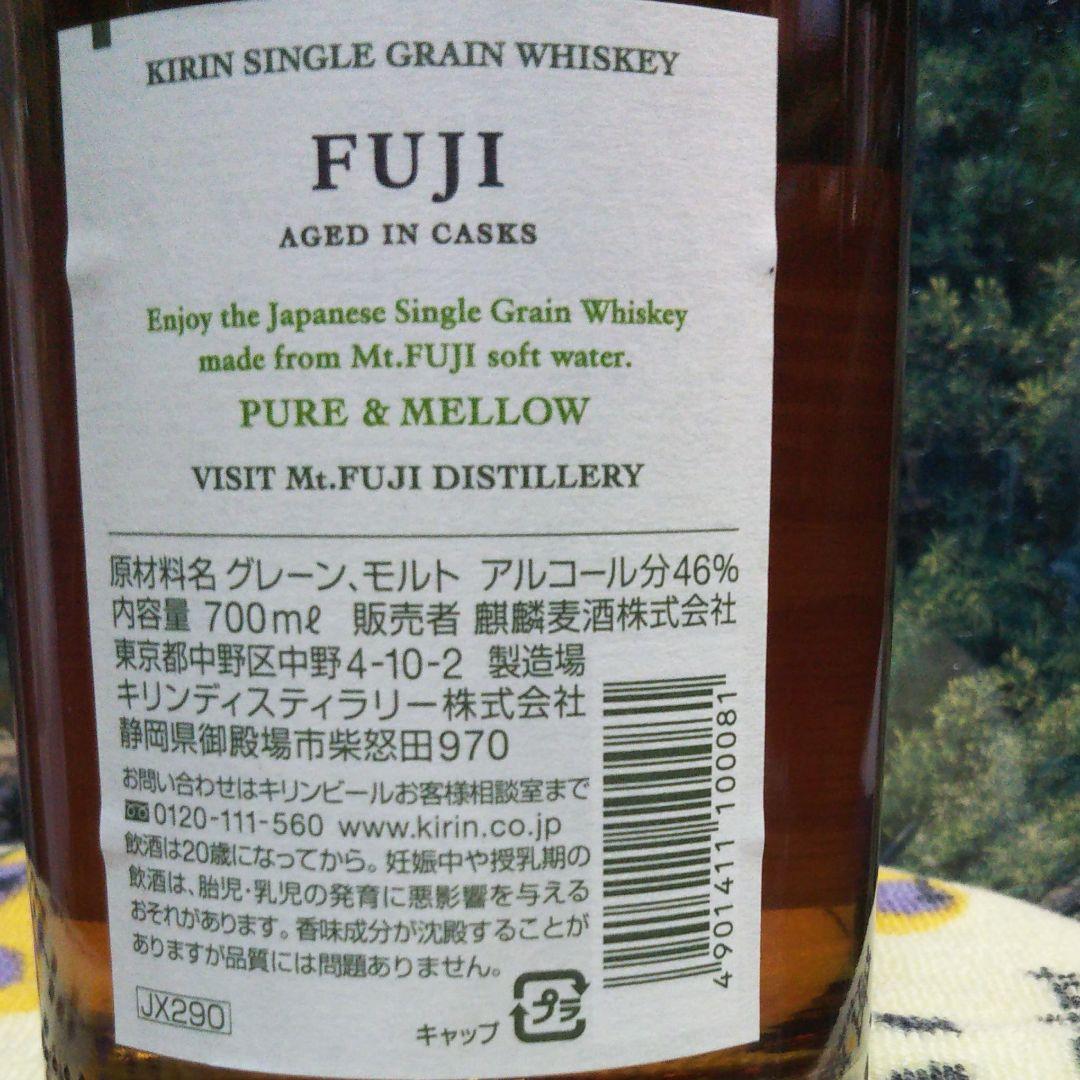 KIRIN SINGLE GRAIN WHISKEY
FUJI
AGED IN CASKS
Enjoy the Japanese Single Grain Whiskey
made from Mt.FUJI soft water.
PURE & MELLOW
VISIT Mt.FUJI DISTILLERY
原材料名 グレーン、モルト アルコール分46%
内容量 700mℓ 販売者 麒麟麦酒株式会社
東京都中野区中野4-10-2 製造場
キリンディスティラリー株式会社
静岡県御殿場市柴怒田970
お問い合わせはキリンビールお客様相談室まで
0120-111-560 www.kirin.co.jp
飲酒は20歳になってから。妊娠中や授乳期の
飲酒は、胎児・乳児の発育に悪影響を与える
おそれがあります。香味成分が沈殿することが
ありますが品質には問題ありません。
JX290
キャップ プラ
4901411100081